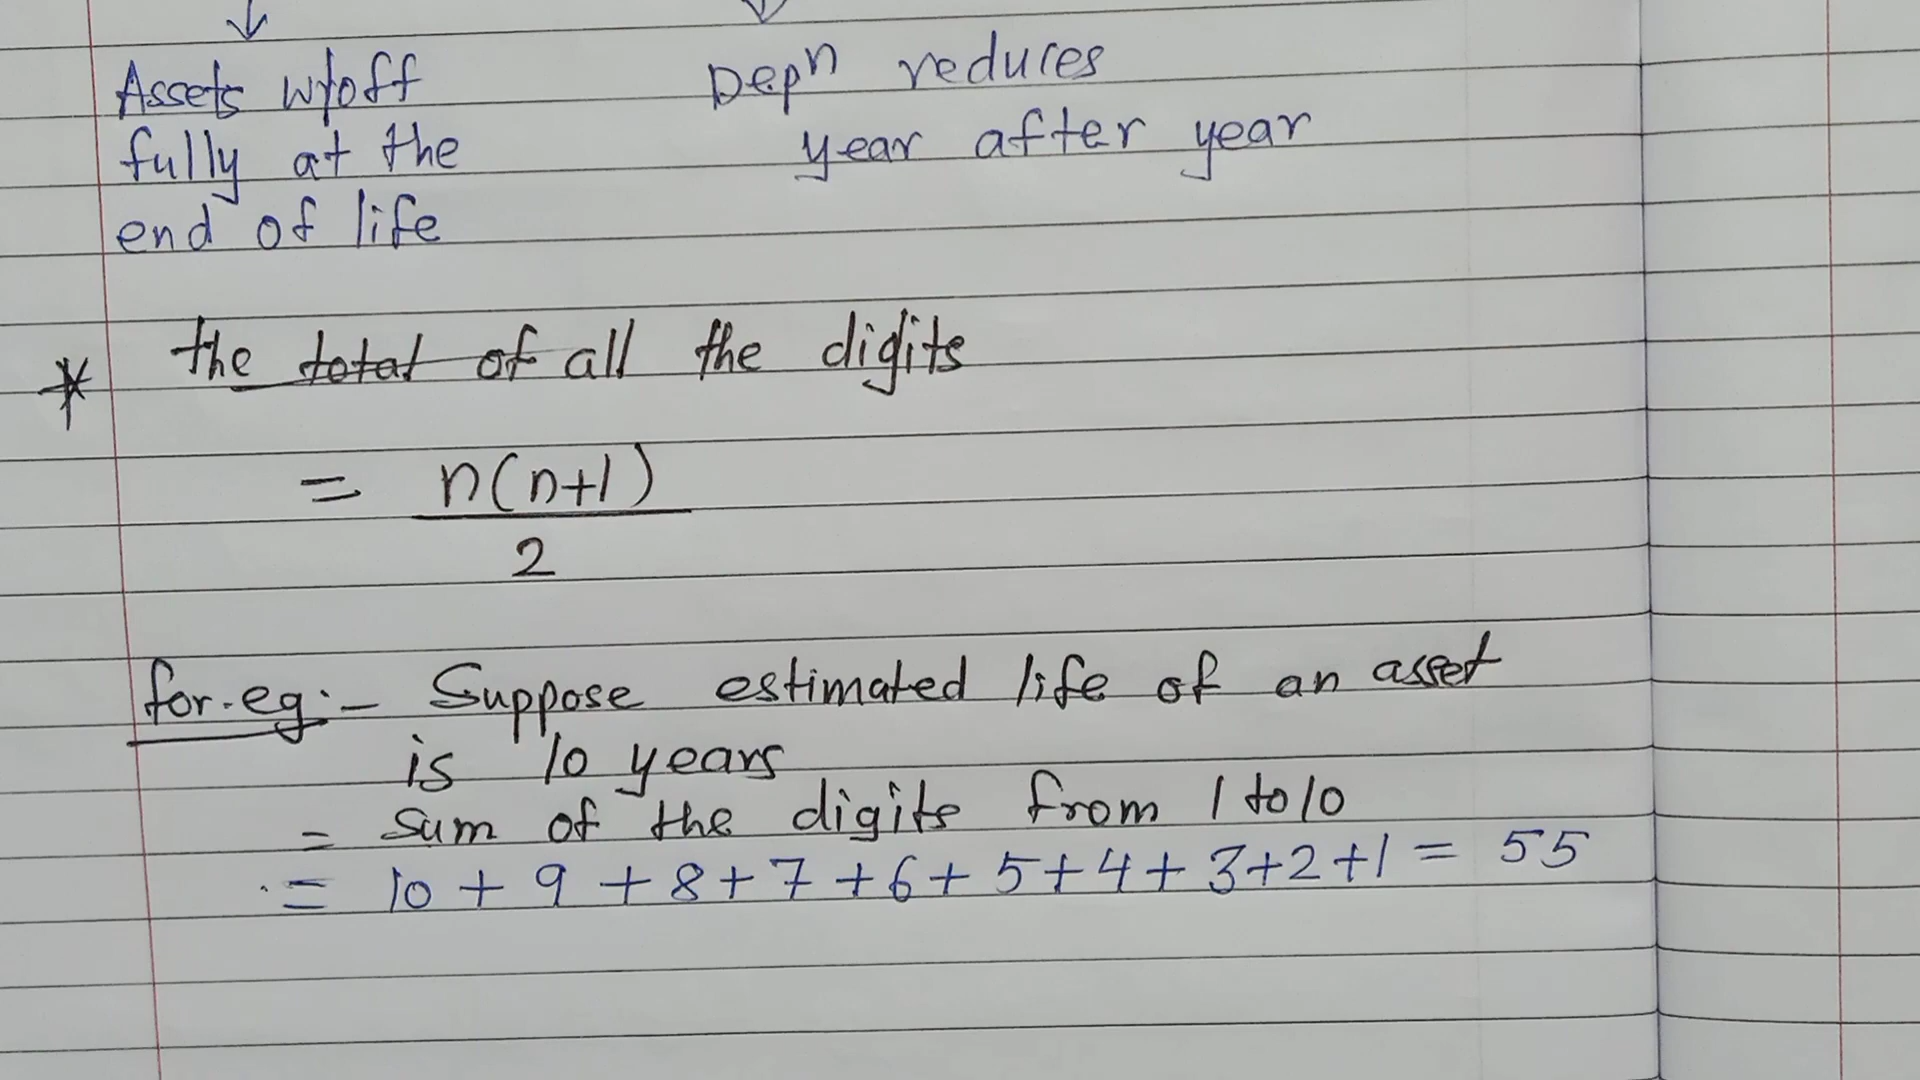 Assets w/off
fully at the
end of life
Depn reduces
year after year
* the total of all the digits
= n(n+1)
2
for.eg:- Suppose estimated life of an asset
is 10 years
= sum of the digits from 1 to 10
= 10 + 9 + 8 + 7 + 6 + 5 + 4 + 3 + 2 + 1 = 55